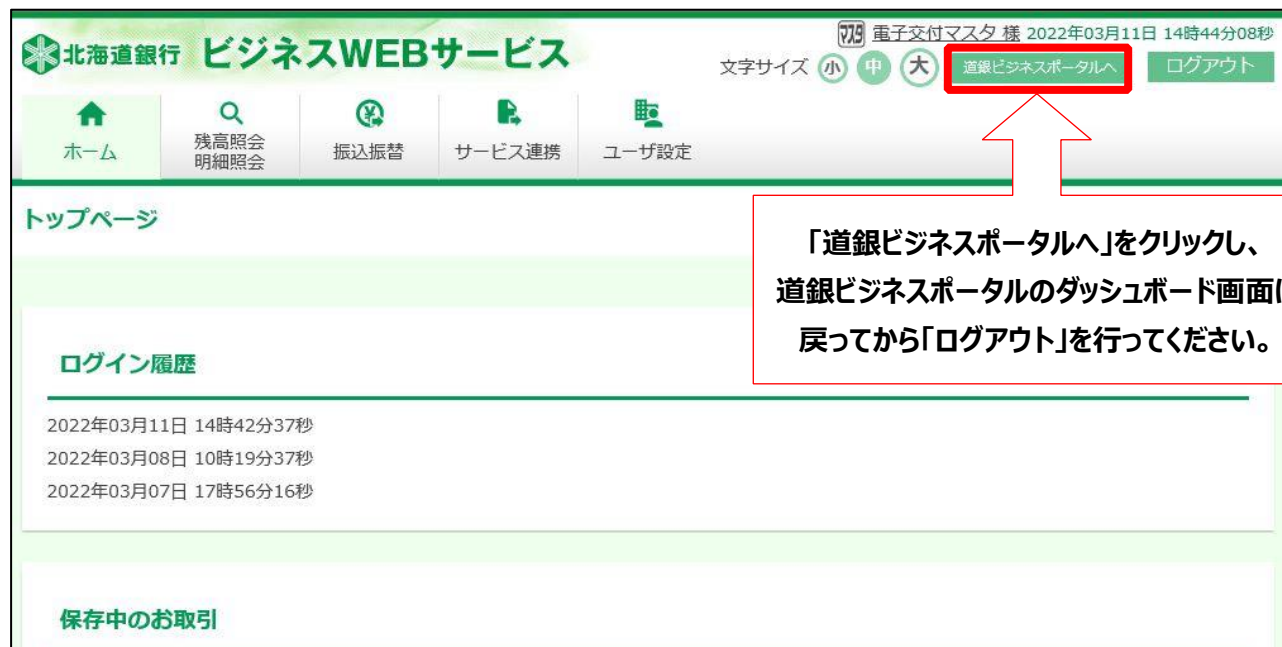 北海道銀行 ビジネスWEBサービス
マスタ 電子交付マスタ 様 2022年03月11日 14時44分08秒
文字サイズ 小 中 大 道銀ビジネスポータルへ ログアウト
ホーム
残高照会
明細照会
振込振替
サービス連携
ユーザ設定
トップページ
「道銀ビジネスポータルへ」をクリックし、
道銀ビジネスポータルのダッシュボード画面に
戻ってから「ログアウト」を行ってください。
ログイン履歴
2022年03月11日 14時42分37秒
2022年03月08日 10時19分37秒
2022年03月07日 17時56分16秒
保存中のお取引